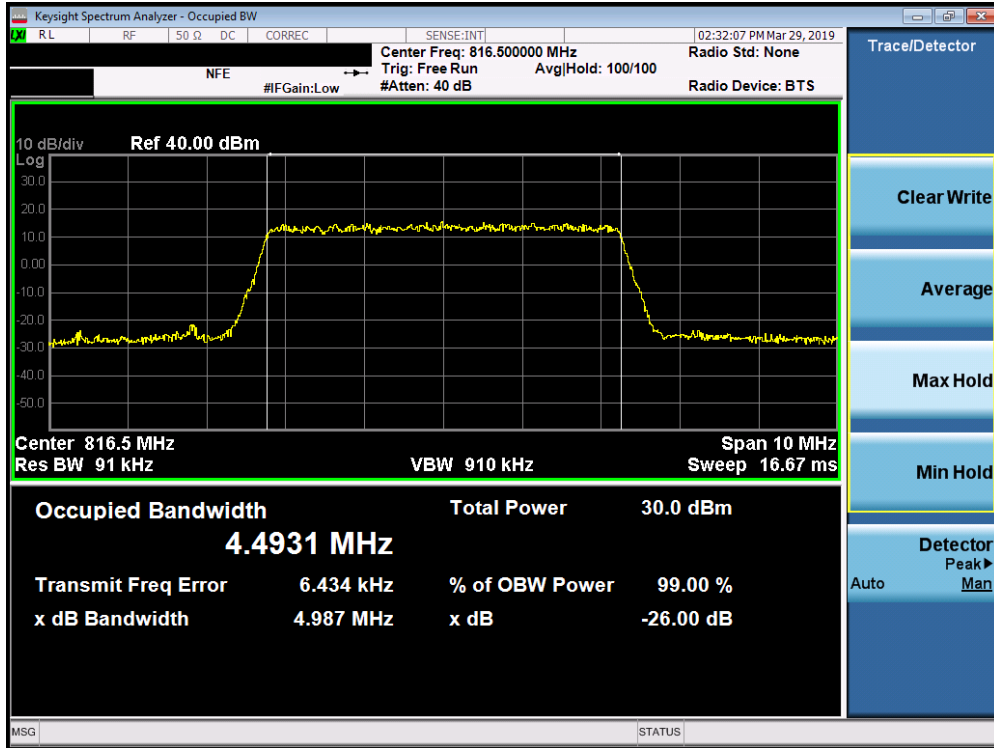 Keysight Spectrum Analyzer - Occupied BW
LXI RL RF 50 Ω DC CORREC SENSE:INT 02:32:07 PM Mar 29, 2019
Center Freq: 816.500000 MHz Radio Std: None
NFE Trig: Free Run Avg|Hold: 100/100
#IFGain:Low #Atten: 40 dB Radio Device: BTS
Trace/Detector
10 dB/div Ref 40.00 dBm
Log
30.0
20.0
10.0
0.00
-10.0
-20.0
-30.0
-40.0
-50.0
Center 816.5 MHz Span 10 MHz
Res BW 91 kHz VBW 910 kHz Sweep 16.67 ms
Occupied Bandwidth Total Power 30.0 dBm
4.4931 MHz
Transmit Freq Error 6.434 kHz % of OBW Power 99.00 %
x dB Bandwidth 4.987 MHz x dB -26.00 dB
Clear Write
Average
Max Hold
Min Hold
Detector
Peak▶
Auto Man
MSG STATUS